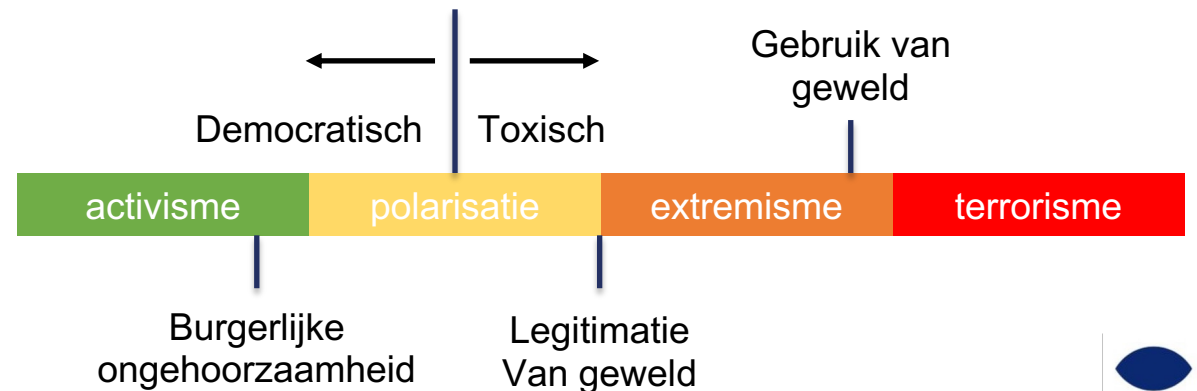 Gebruik van
geweld
Democratisch
Toxisch
activisme
polarisatie
extremisme
terrorisme
Burgerlijke
ongehoorzaamheid
Legitimatie
Van geweld